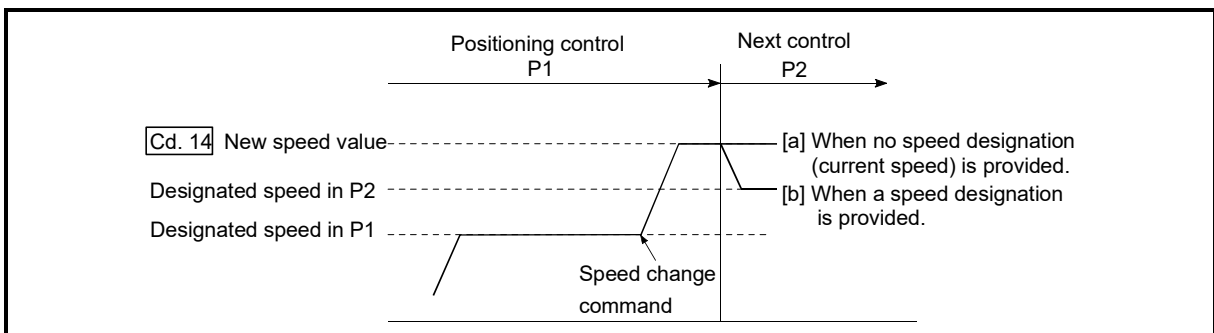 Positioning control
P1
Next control
P2
Cd. 14 New speed value
Designated speed in P2
Designated speed in P1
[a] When no speed designation
(current speed) is provided.
[b] When a speed designation
is provided.
Speed change
command